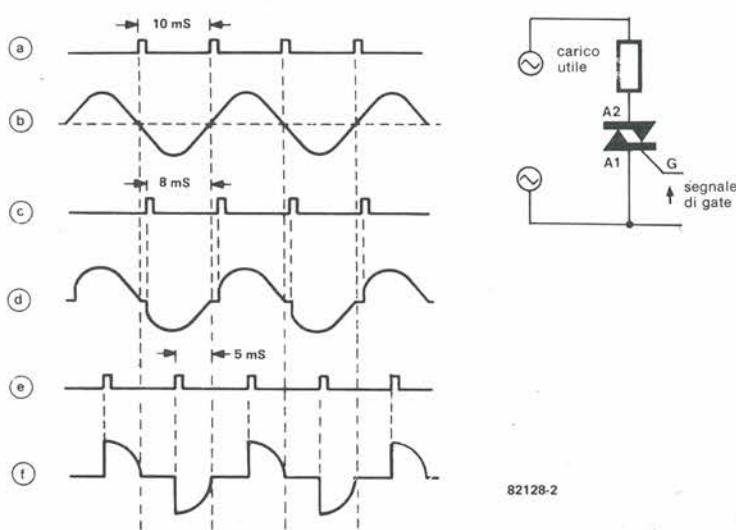 10 mS
a
b
8 mS
c
d
5 mS
e
f
carico
utile
A2
A1
G
segnale
di gate
82128-2